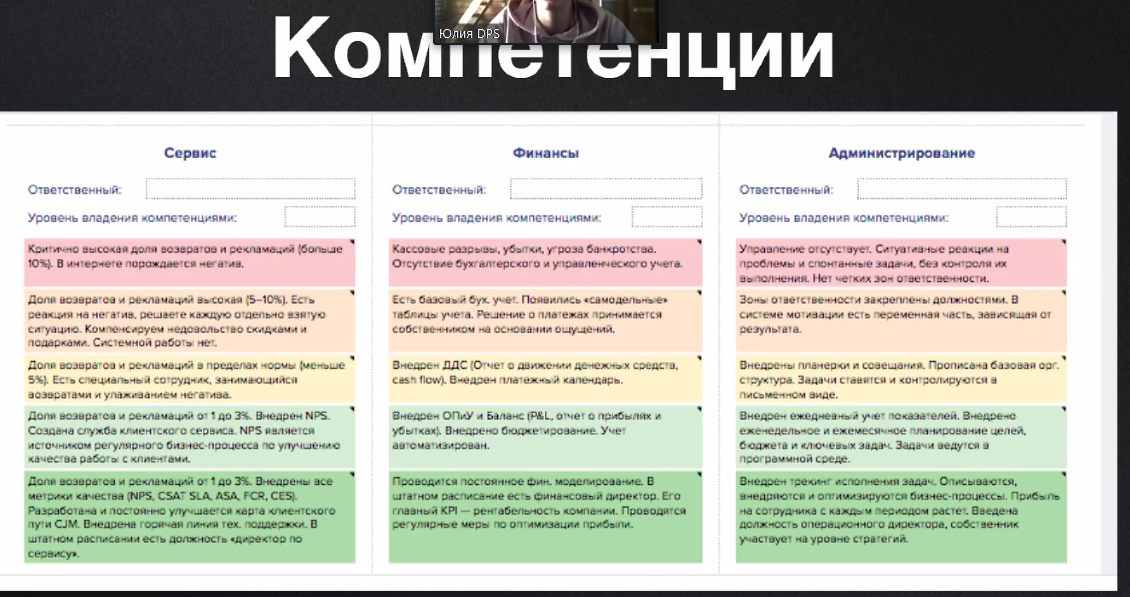 Юлия DPS
Компетенции
Сервис
Ответственный:
Уровень владения компетенциями:
Критично высокая доля возвратов и рекламаций (больше
10%). В интернете порождается негатив.
Доля возвратов и рекламаций высокая (5–10%). Есть
реакция на негатив, решаете каждую отдельно взятую
ситуацию. Компенсируем недовольство скидками и
подарками. Системной работы нет.
Доля возвратов и рекламаций в пределах нормы (меньше
5%). Есть специальный сотрудник, занимающийся
возвратами и улаживанием негатива.
Доля возвратов и рекламаций от 1 до 3%. Внедрен NPS.
Создана служба клиентского сервиса. NPS является
источником регулярного бизнес-процесса по улучшению
качества работы с клиентами.
Доля возвратов и рекламаций от 1 до 3%. Внедрены все
метрики качества (NPS, CSAT SLA, ASA, FCR, CES).
Разработана и постоянно улучшается карта клиентского
пути CJM. Внедрена горячая линия тех. поддержки. В
штатном расписании есть должность «директор по
сервису».
Финансы
Ответственный:
Уровень владения компетенциями:
Кассовые разрывы, убытки, угроза банкротства.
Отсутствие бухгалтерского и управленческого учета.
Есть базовый бух. учет. Появились «самодельные»
таблицы учета. Решение о платежах принимается
собственником на основании ощущений.
Внедрен ДДС (Отчет о движении денежных средств,
cash flow). Внедрен платежный календарь.
Внедрен ОПиУ и Баланс (P&L, отчет о прибылях и
убытках). Внедрено бюджетирование. Учет
автоматизирован.
Проводится постоянное фин. моделирование. В
штатном расписание есть финансовый директор. Его
главный KPI — рентабельность компании. Проводятся
регулярные меры по оптимизации прибыли.
Администрирование
Ответственный:
Уровень владения компетенциями:
Управление отсутствует. Ситуативные реакции на
проблемы и спонтанные задачи, без контроля их
выполнения. Нет четких зон ответственности.
Зоны ответственности закреплены должностями. В
системе мотивации есть переменная часть, зависящая от
результата.
Внедрены планерки и совещания. Прописана базовая орг.
структура. Задачи ставятся и контролируются в
письменном виде.
Внедрен ежедневный учет показателей. Внедрено
еженедельное и ежемесячное планирование целей,
бюджета и ключевых задач. Задачи ведутся в
программной среде.
Внедрен трекинг исполнения задач. Описываются,
внедряются и оптимизируются бизнес-процессы. Прибыль
на сотрудника с каждым периодом растет. Введена
должность операционного директора, собственник
участвует на уровне стратегий.